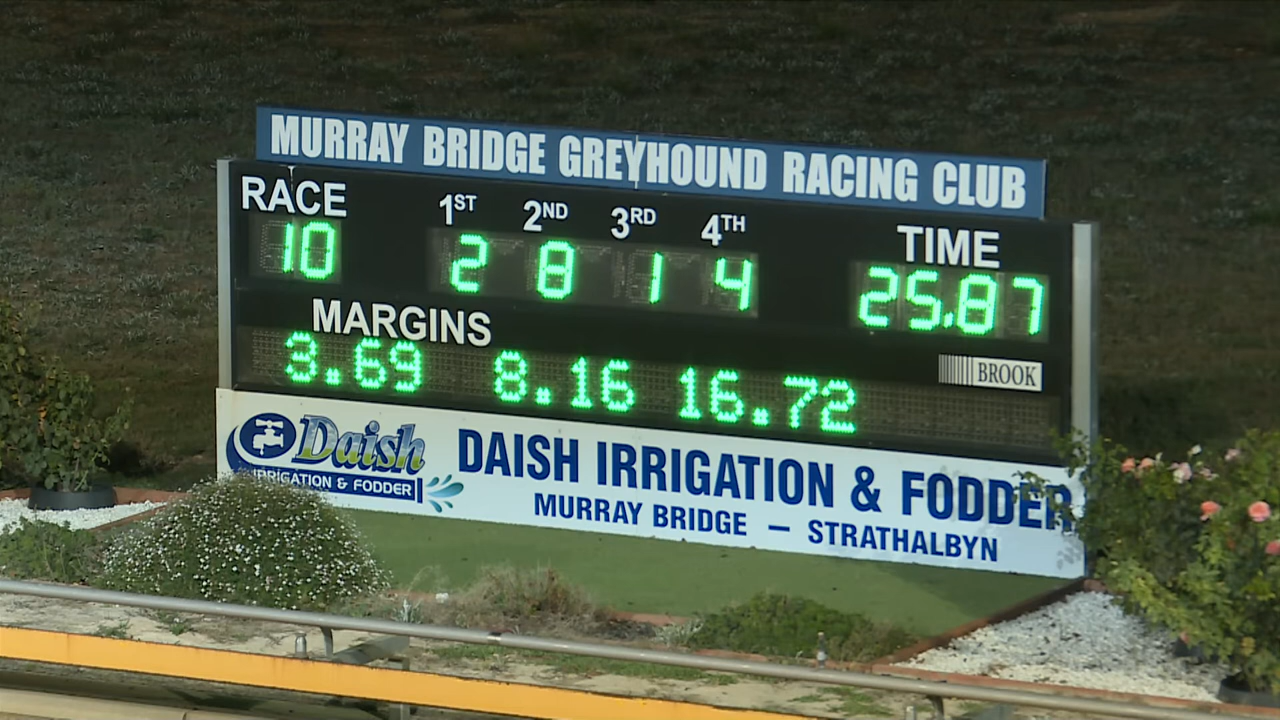 MURRAY BRIDGE GREYHOUND RACING CLUB
RACE 1ST 2ND 3RD 4TH TIME
10 2 8 1 4 25.87
MARGINS
3.69 8.16 16.72
BROOK
Daish
IRRIGATION & FODDER
DAISH IRRIGATION & FODDER
MURRAY BRIDGE – STRATHALBYN